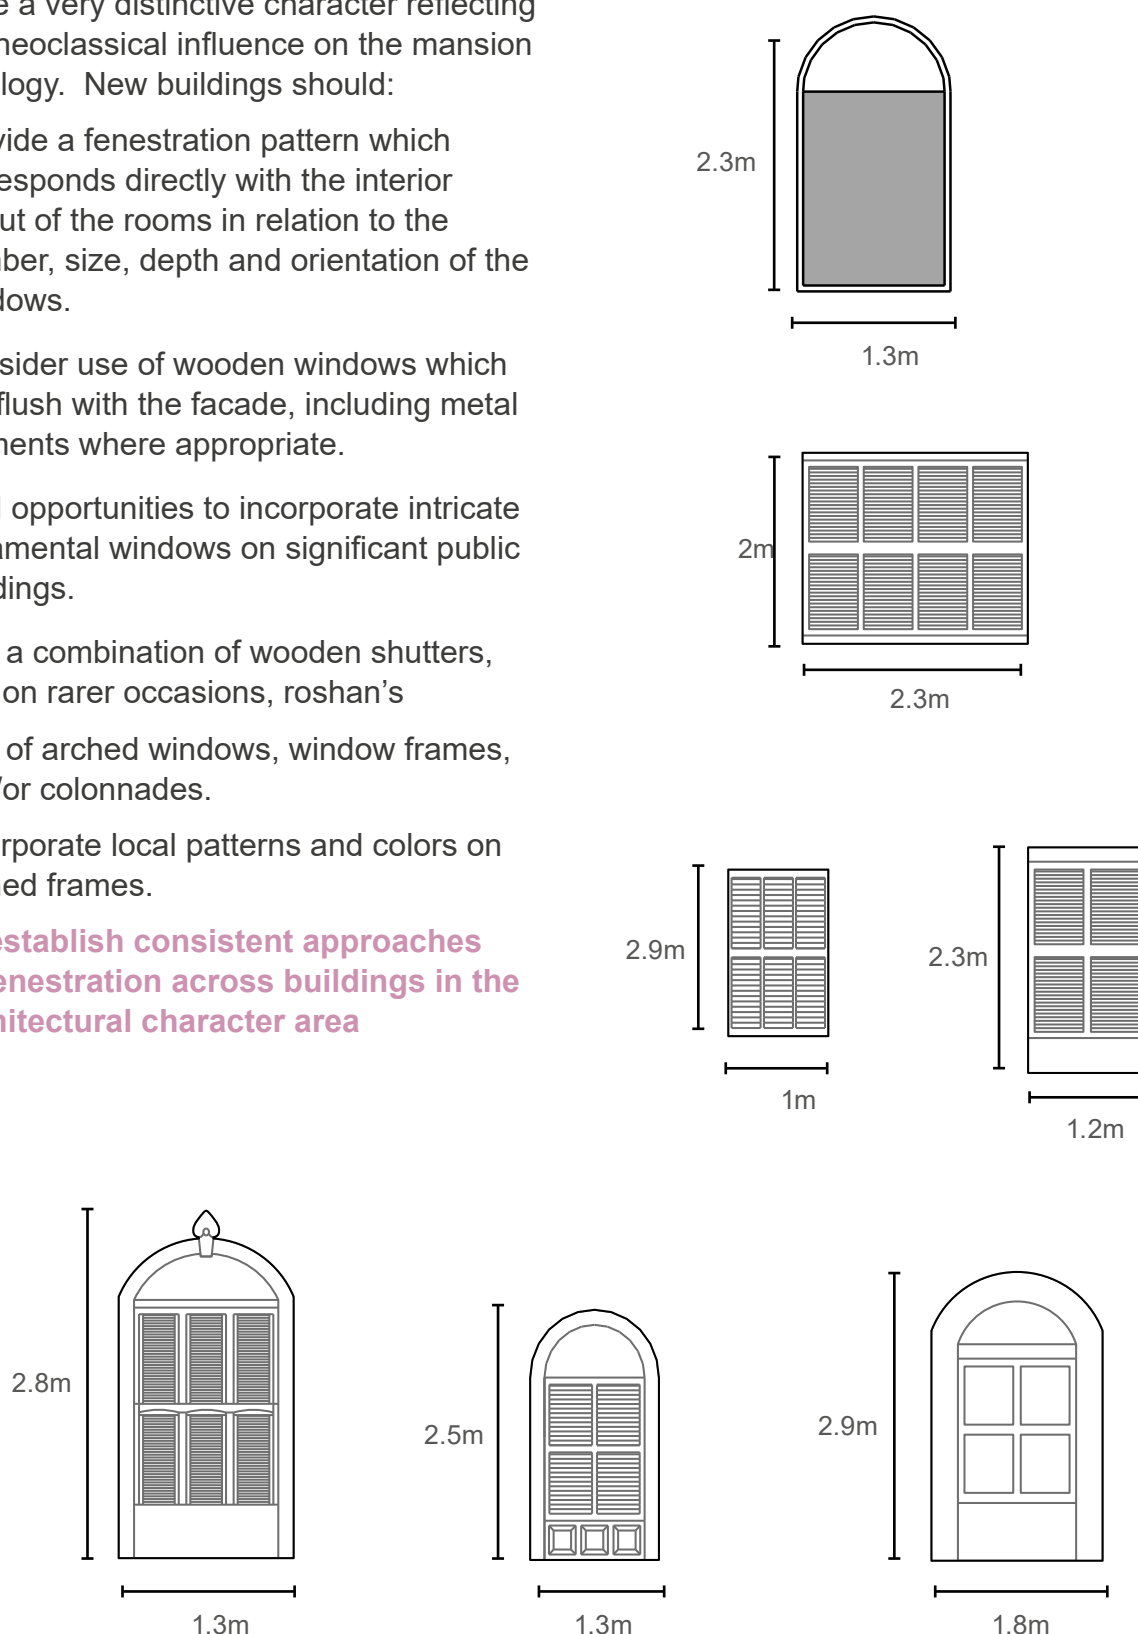 e a very distinctive character reflecting
neoclassical influence on the mansion
logy.  New buildings should:
vide a fenestration pattern which
esponds directly with the interior
ut of the rooms in relation to the
ber, size, depth and orientation of the
dows.
sider use of wooden windows which
flush with the facade, including metal
ents where appropriate.
opportunities to incorporate intricate
amental windows on significant public
dings.
a combination of wooden shutters,
on rarer occasions, roshan’s
of arched windows, window frames,
/or colonnades.
rporate local patterns and colors on
ed frames.
establish consistent approaches
enestration across buildings in the
hitectural character area
2.3m
1.3m
2m
2.3m
2.9m
1m
2.3m
1.2m
2.8m
1.3m
2.5m
1.3m
2.9m
1.8m